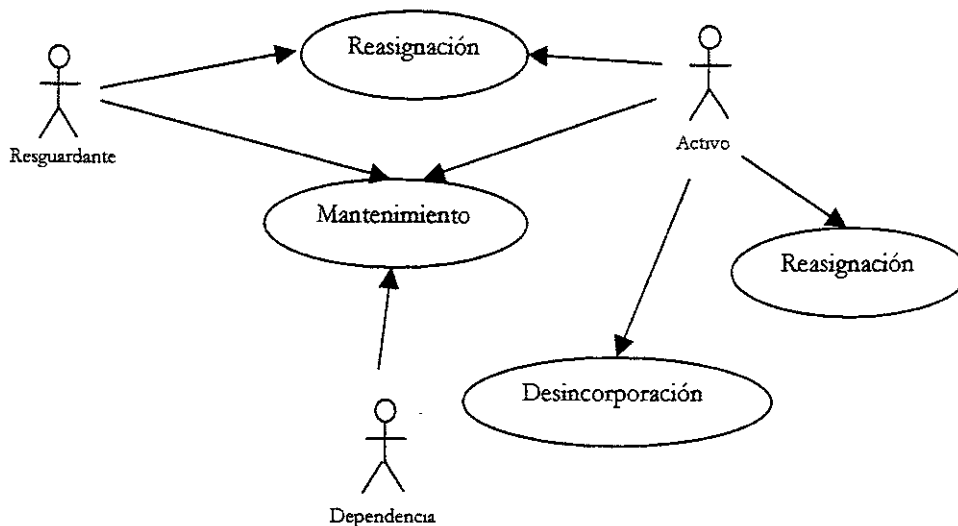 Reasignación
Resguardante
Activo
Mantenimiento
Reasignación
Desincorporación
Dependencia